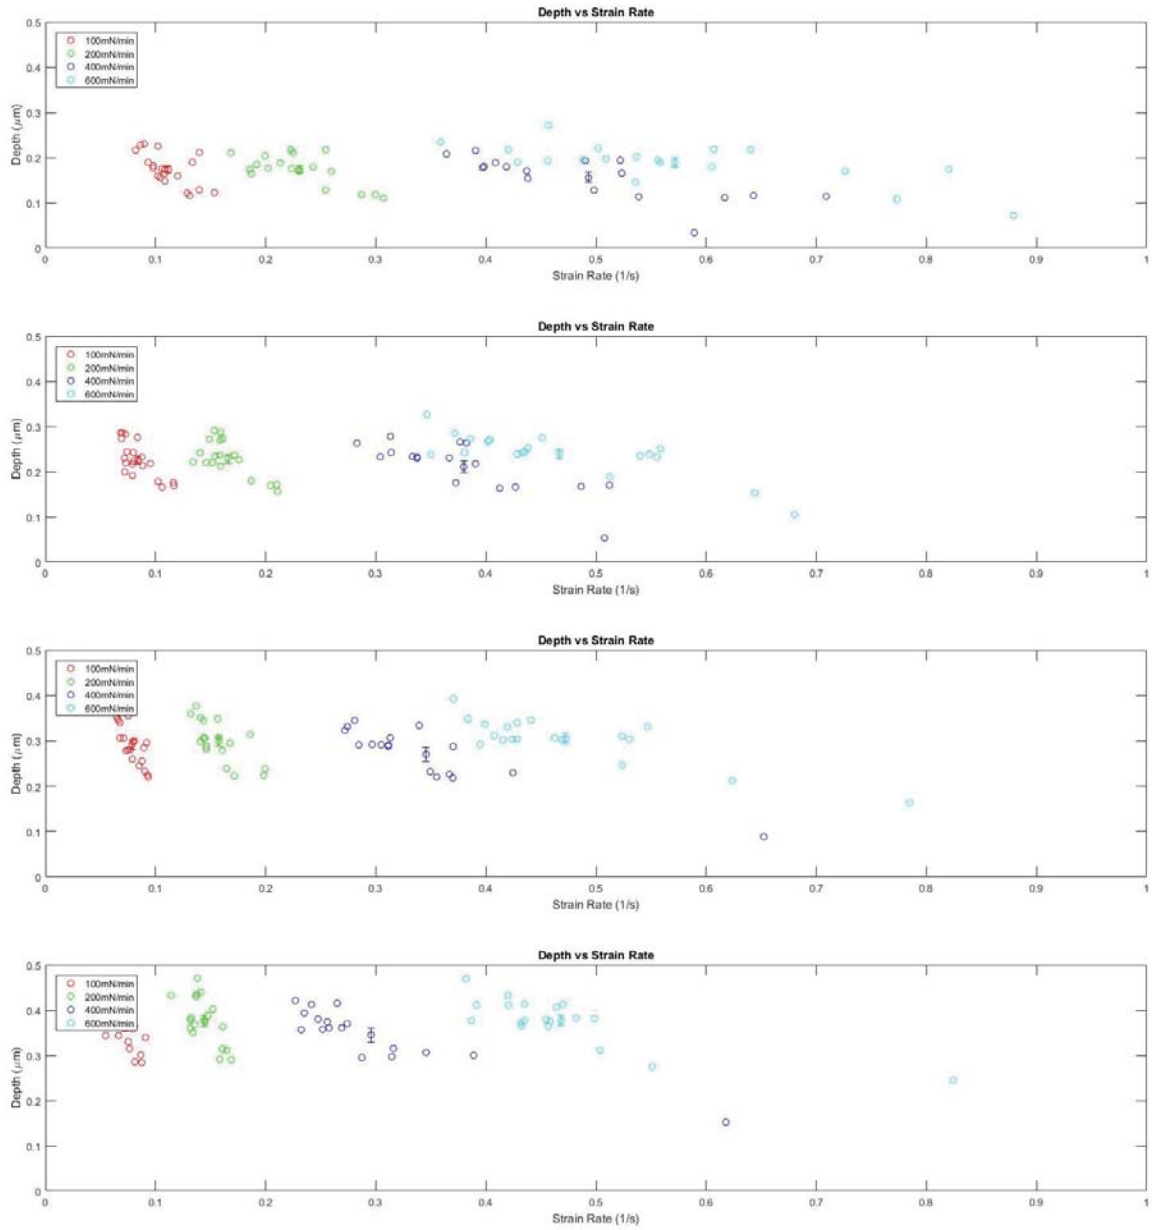 Depth vs Strain Rate
0.5
100mN/min
200mN/min
0.4
400mN/min
600mN/min
0.3
Depth (μm)
0.2
0.1
0
0 0.1 0.2 0.3 0.4 0.5 0.6 0.7 0.8 0.9 1
Strain Rate (1/s)
Depth vs Strain Rate
0.5
100mN/min
200mN/min
0.4
400mN/min
600mN/min
0.3
Depth (μm)
0.2
0.1
0
0 0.1 0.2 0.3 0.4 0.5 0.6 0.7 0.8 0.9 1
Strain Rate (1/s)
Depth vs Strain Rate
0.5
100mN/min
200mN/min
0.4
400mN/min
600mN/min
0.3
Depth (μm)
0.2
0.1
0
0 0.1 0.2 0.3 0.4 0.5 0.6 0.7 0.8 0.9 1
Strain Rate (1/s)
Depth vs Strain Rate
0.5
100mN/min
200mN/min
0.4
400mN/min
600mN/min
0.3
Depth (μm)
0.2
0.1
0
0 0.1 0.2 0.3 0.4 0.5 0.6 0.7 0.8 0.9 1
Strain Rate (1/s)